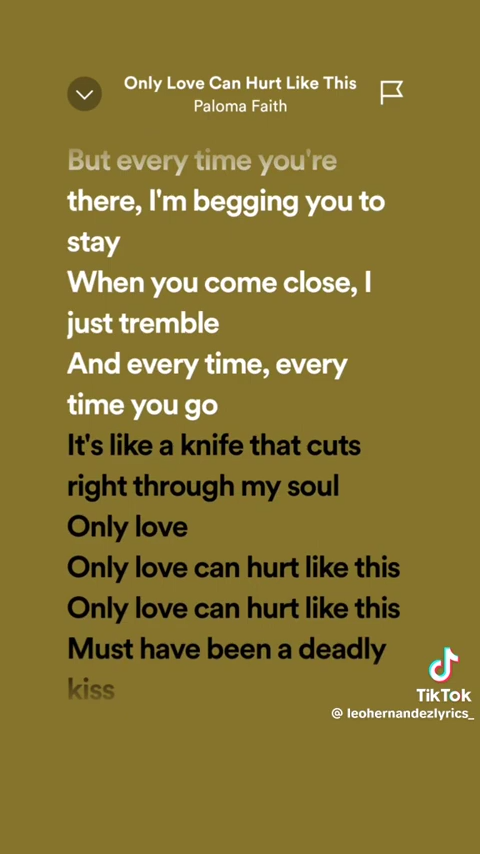 Only Love Can Hurt Like This
Paloma Faith
But every time you're
there, I'm begging you to
stay
When you come close, I
just tremble
And every time, every
time you go
It's like a knife that cuts
right through my soul
Only love
Only love can hurt like this
Only love can hurt like this
Must have been a deadly
kiss
TikTok
@ leohernandezlyrics_